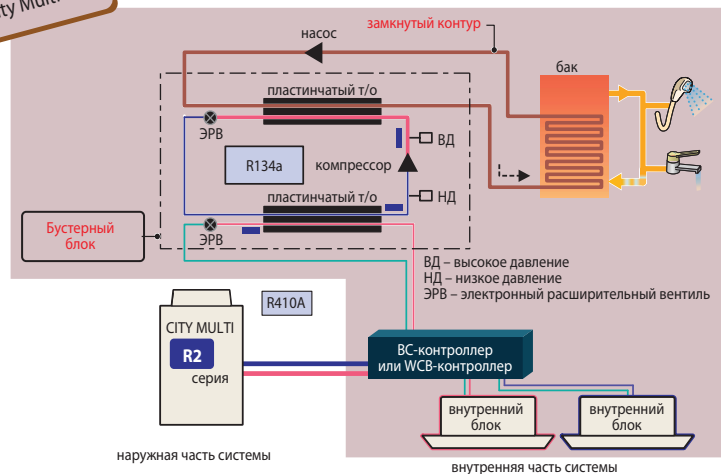 ty Multi
замкнутый контур
насос
бак
пластинчатый т/о
ЭРВ
ВД
R134a
компрессор
пластинчатый т/о
НД
Бустерный
блок
ЭРВ
ВД – высокое давление
НД – низкое давление
ЭРВ – электронный расширительный вентиль
R410A
CITY MULTI
R2
серия
BC-контроллер
или WCB-контроллер
внутренний
блок
внутренний
блок
наружная часть системы
внутренняя часть системы